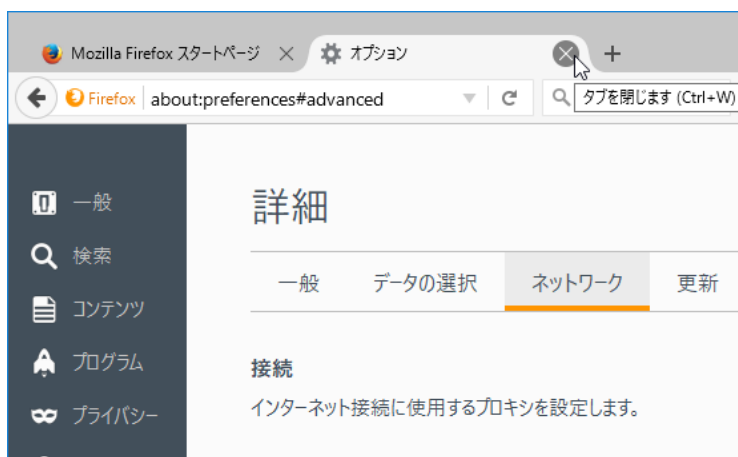 Mozilla Firefox スタートページ
オプション
Firefox about:preferences#advanced
タブを閉じます (Ctrl+W)
一般
検索
コンテンツ
プログラム
プライバシー
詳細
一般 データの選択 ネットワーク 更新
接続
インターネット接続に使用するプロキシを設定します。